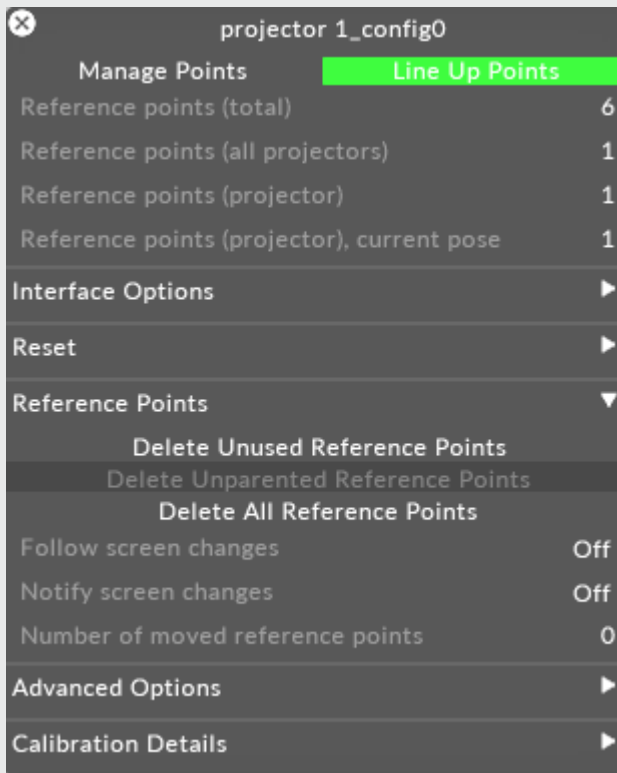 projector 1_config0
Manage Points Line Up Points
Reference points (total) 6
Reference points (all projectors) 1
Reference points (projector) 1
Reference points (projector), current pose 1
Interface Options
Reset
Reference Points
Delete Unused Reference Points
Delete Unparented Reference Points
Delete All Reference Points
Follow screen changes Off
Notify screen changes Off
Number of moved reference points 0
Advanced Options
Calibration Details